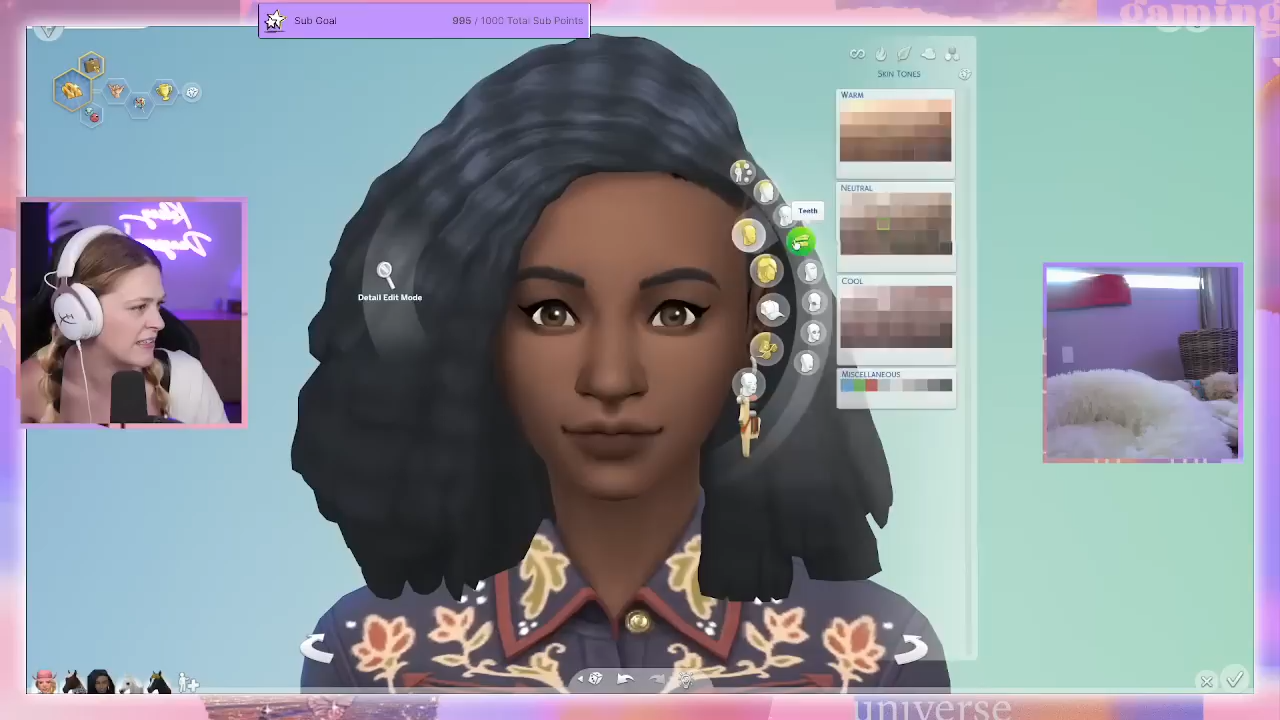 gaming
Sub Goal
995 / 1000 Total Sub Points
SKIN TONES
WARM
NEUTRAL
Teeth
Detail Edit Mode
COOL
MISCELLANEOUS
universe